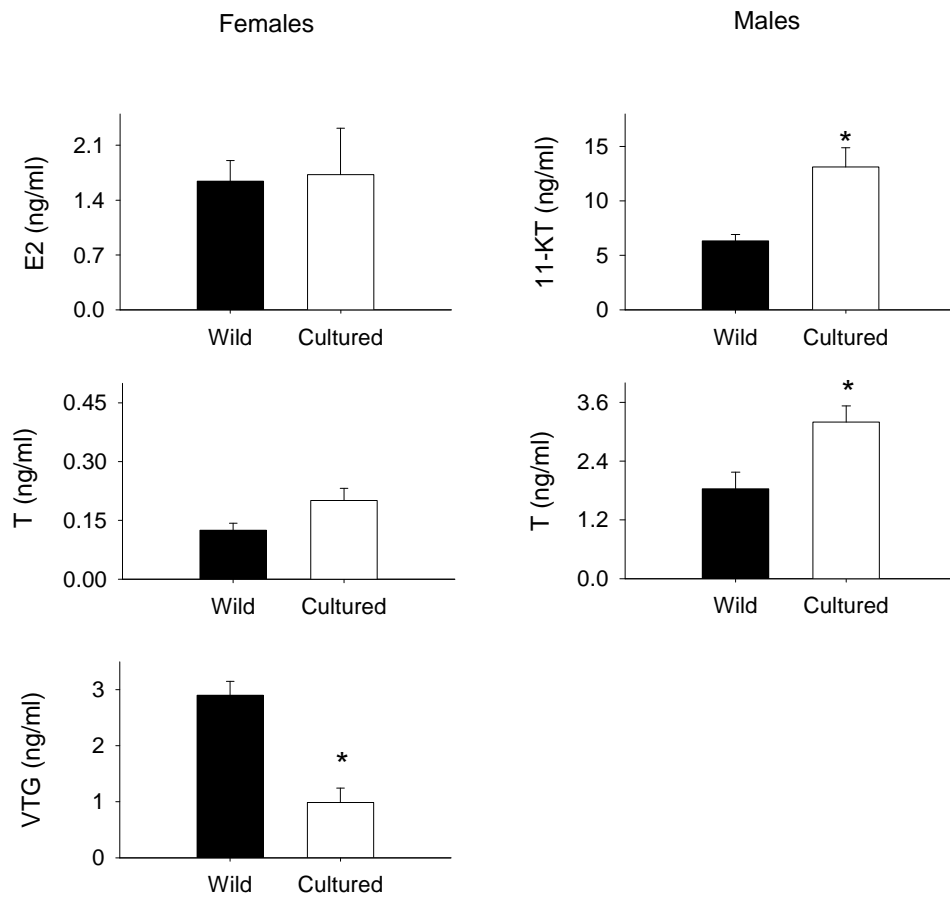 Females
Males
E2 (ng/ml)
2.1
1.4
0.7
0.0
Wild Cultured
11-KT (ng/ml)
15
10
5
0
*
Wild Cultured
T (ng/ml)
0.45
0.30
0.15
0.00
Wild Cultured
T (ng/ml)
3.6
2.4
1.2
0.0
*
Wild Cultured
VTG (ng/ml)
3
2
1
0
*
Wild Cultured